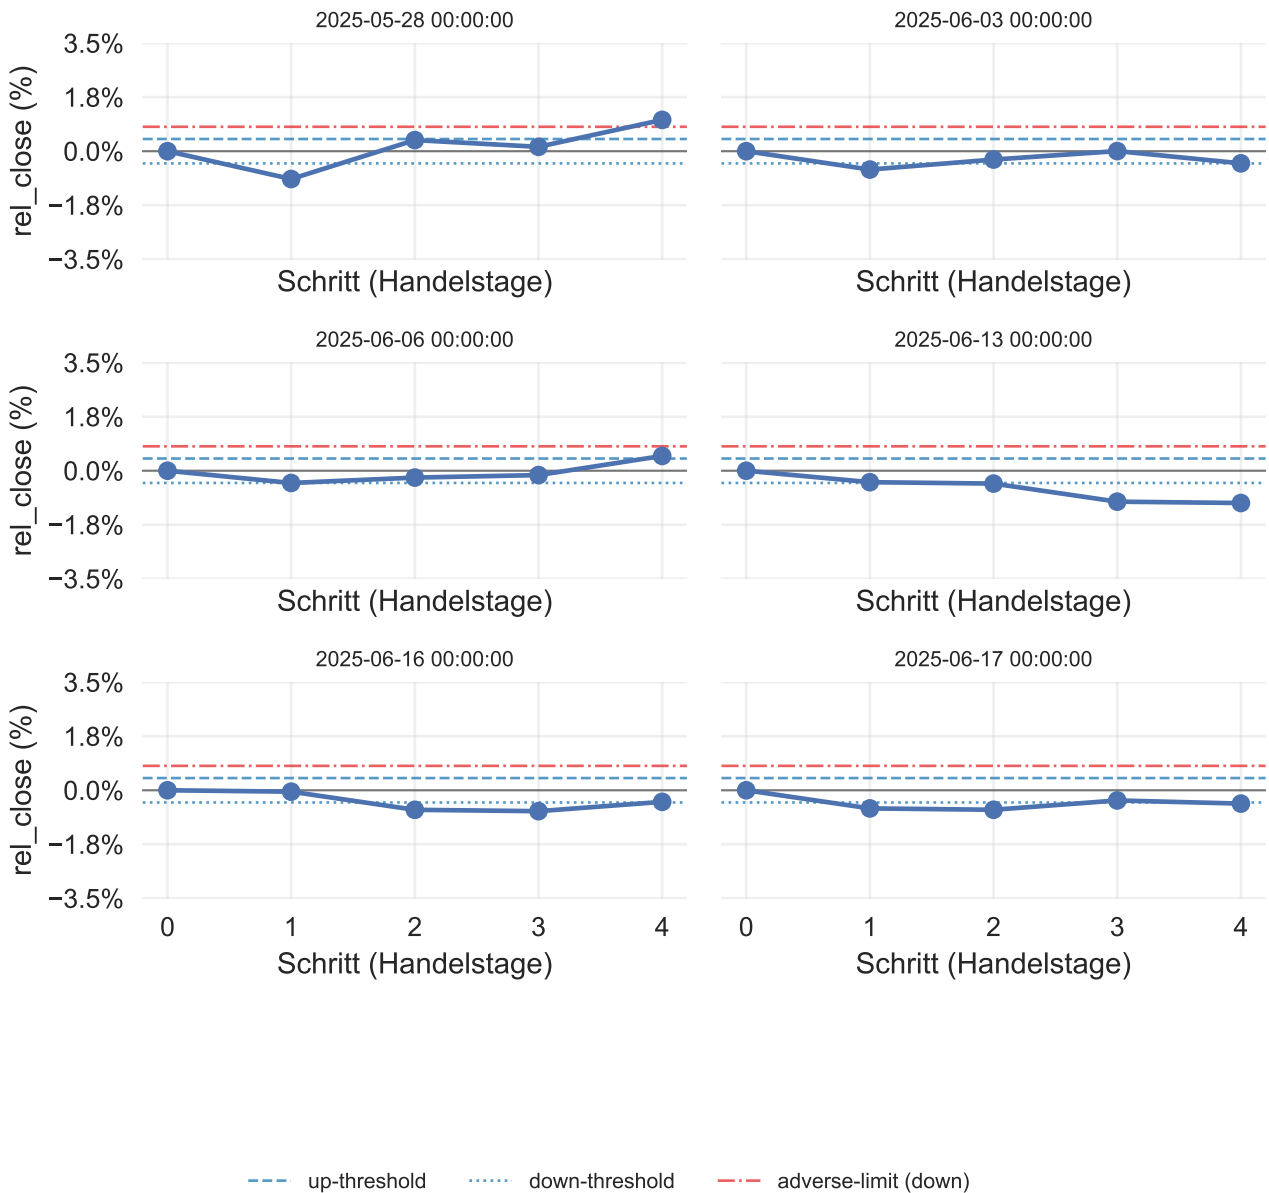 2025-05-28 00:00:00
2025-06-03 00:00:00
rel_close (%)
3.5%
1.8%
0.0%
−1.8%
−3.5%
Schritt (Handelstage)
Schritt (Handelstage)
2025-06-06 00:00:00
2025-06-13 00:00:00
rel_close (%)
3.5%
1.8%
0.0%
−1.8%
−3.5%
Schritt (Handelstage)
Schritt (Handelstage)
2025-06-16 00:00:00
2025-06-17 00:00:00
rel_close (%)
3.5%
1.8%
0.0%
−1.8%
−3.5%
0 1 2 3 4
0 1 2 3 4
Schritt (Handelstage)
Schritt (Handelstage)
up-threshold
down-threshold
adverse-limit (down)